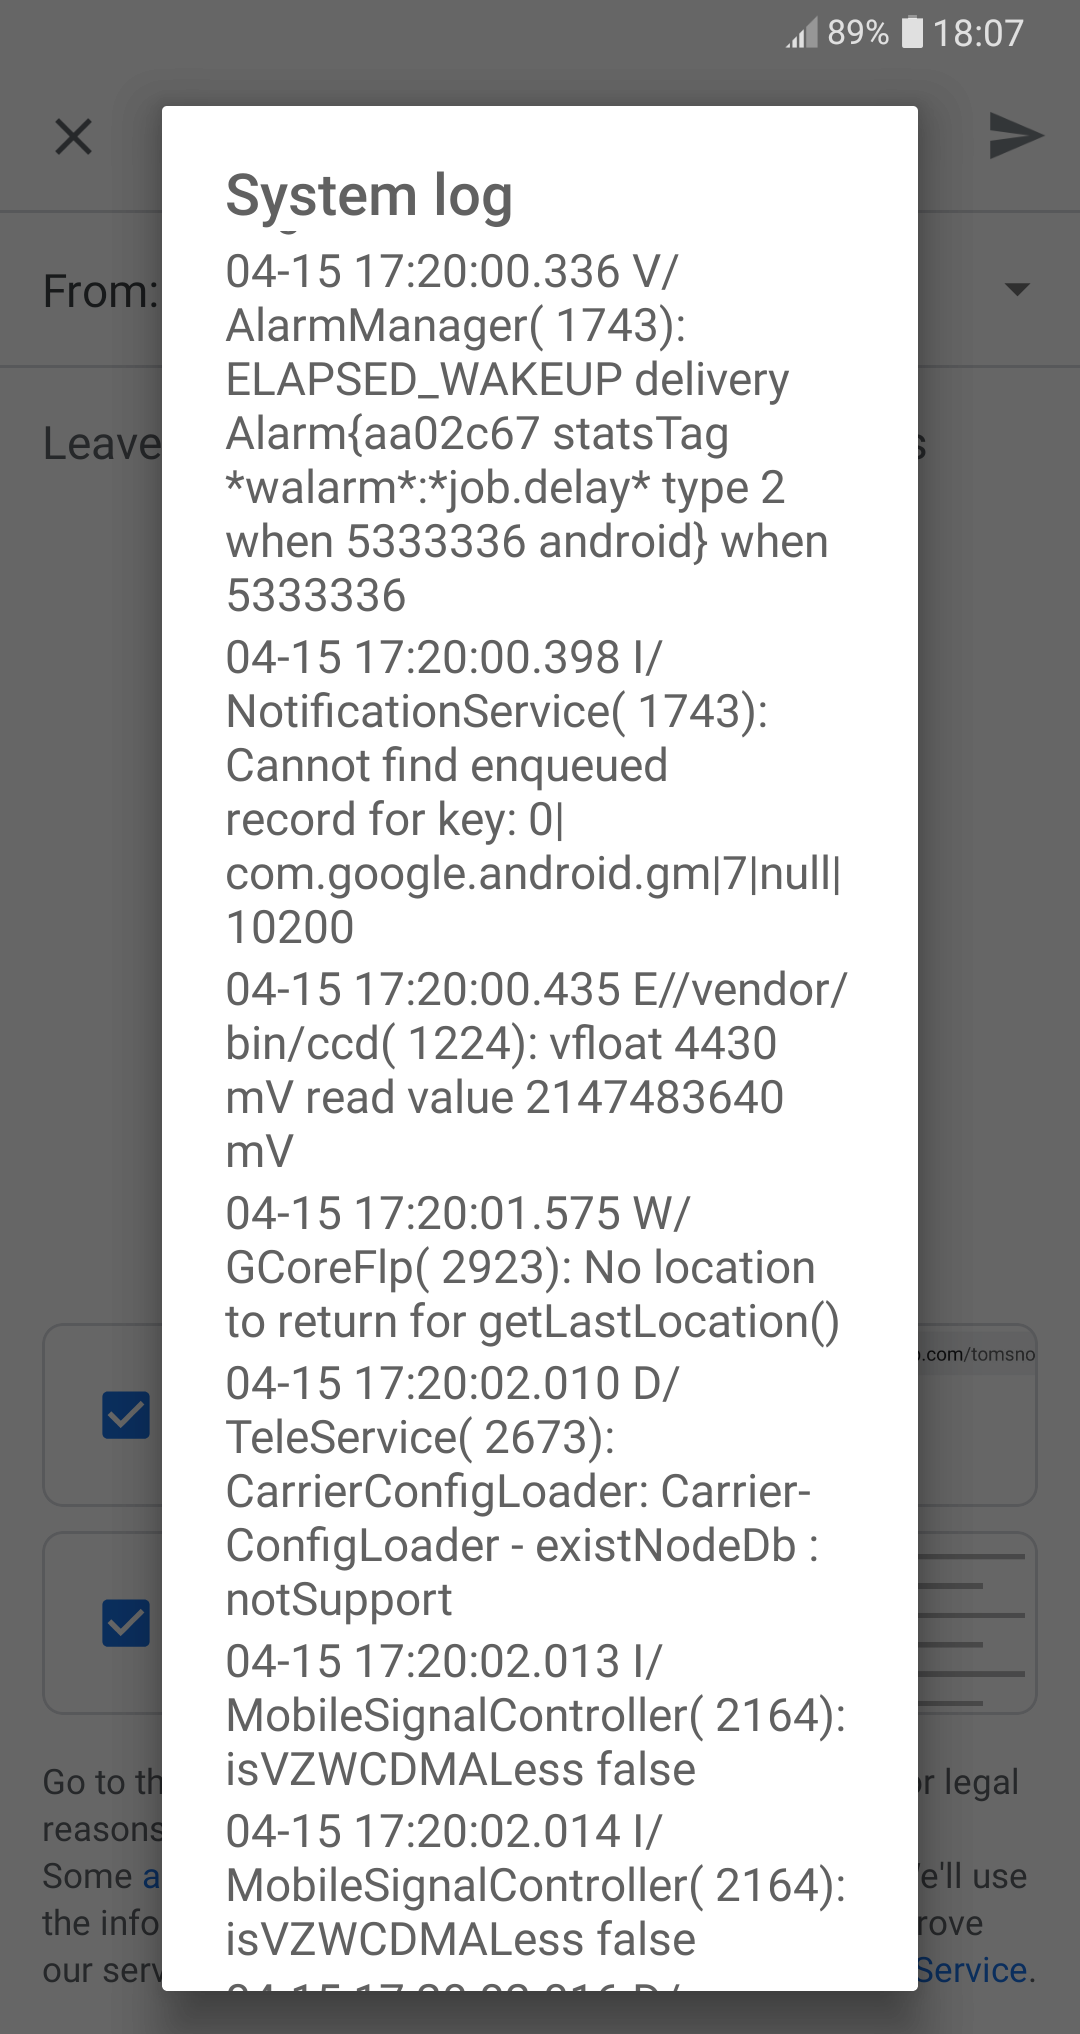 89% 18:07
System log
From:
04-15 17:20:00.336 V/
AlarmManager( 1743):
ELAPSED_WAKEUP delivery
Alarm{aa02c67 statsTag
*walarm*:*job.delay* type 2
when 5333336 android} when
5333336
04-15 17:20:00.398 I/
NotificationService( 1743):
Cannot find enqueued
record for key: 0|
com.google.android.gm|7|null|
10200
04-15 17:20:00.435 E//vendor/
bin/ccd( 1224): vfloat 4430
mV read value 2147483640
mV
04-15 17:20:01.575 W/
GCoreFlp( 2923): No location
to return for getLastLocation()
04-15 17:20:02.010 D/
TeleService( 2673):
CarrierConfigLoader: Carrier-
ConfigLoader - existNodeDb :
notSupport
04-15 17:20:02.013 I/
MobileSignalController( 2164):
isVZWCDMALess false
04-15 17:20:02.014 I/
MobileSignalController( 2164):
isVZWCDMALess false
Leave
.com/tomsno
Go to th
r legal
reasons
Some a
e'll use
the info
rove
our serv
Service.